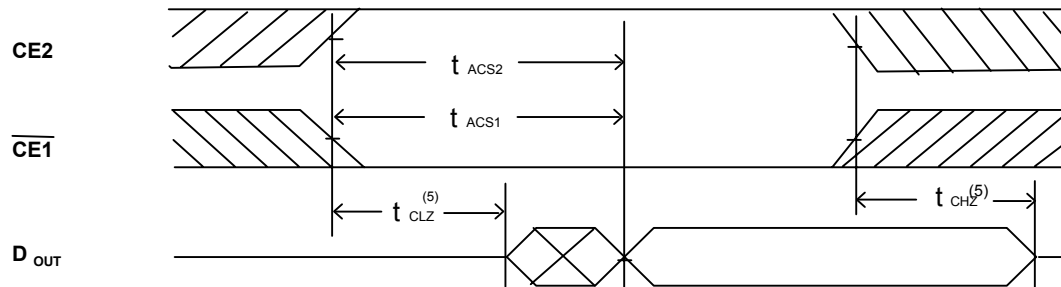 CE2
t ACS2
t ACS1
CE1
t CLZ (5)
t CHZ (5)
D OUT